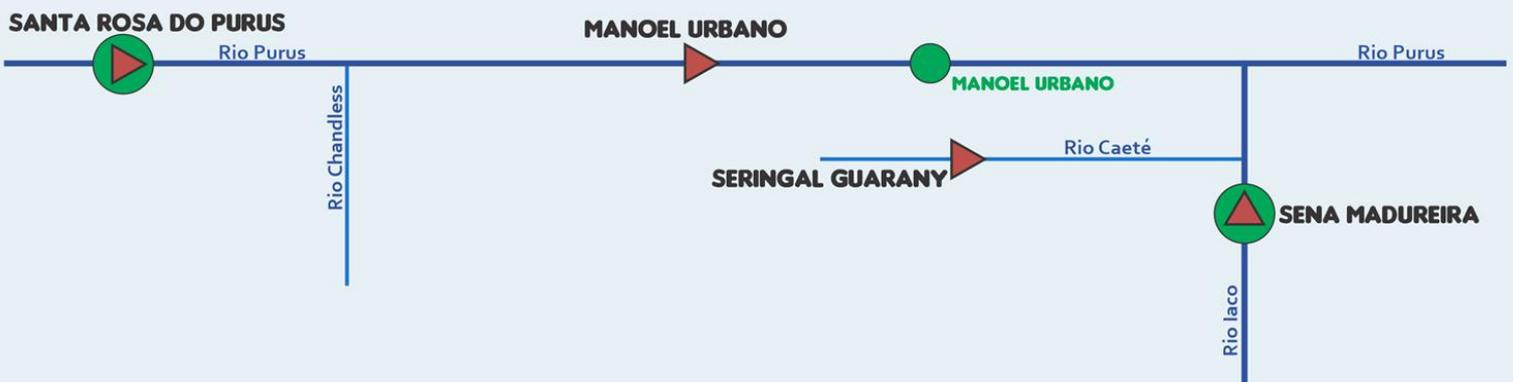 SANTA ROSA DO PURUS
Rio Purus
MANOEL URBANO
Rio Purus
MANOEL URBANO
Rio Chandless
Rio Caeté
SERINGAL GUARANY
SENA MADUREIRA
Rio Iaco